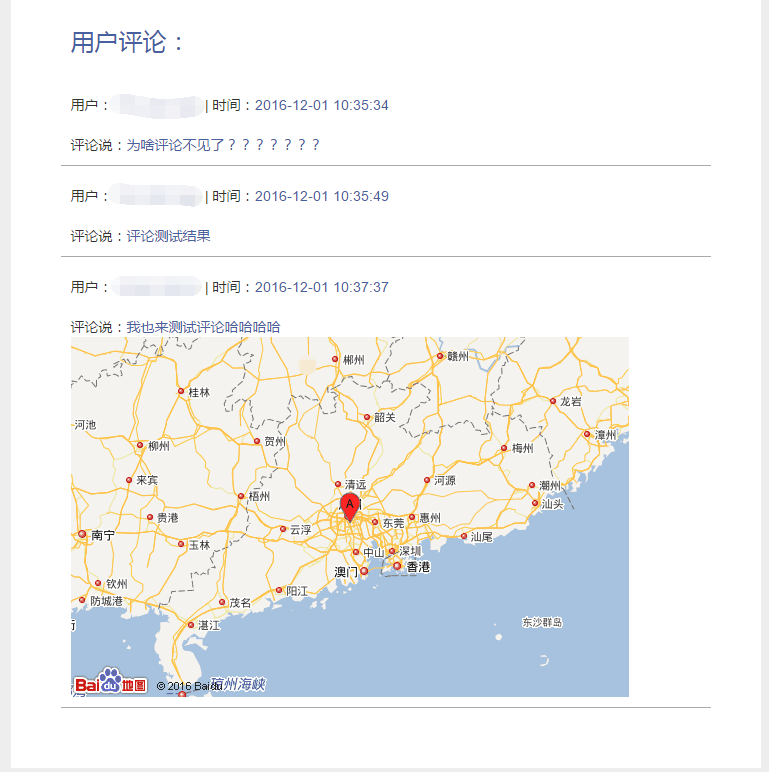 用户评论：
用户： | 时间：2016-12-01 10:35:34
评论说：为啥评论不见了？？？？？？？
用户： | 时间：2016-12-01 10:35:49
评论说：评论测试结果
用户： | 时间：2016-12-01 10:37:37
评论说：我也来测试评论哈哈哈哈
郴州
赣州
桂林
龙岩
韶关
河池
漳州
贺州
柳州
梅州
来宾
清远
河源
潮州
梧州
汕头
A
贵港
惠州
东莞
云浮
南宁
汕尾
玉林
中山
深圳
香港
澳门
钦州
阳江
防城港
茂名
湛江
东沙群岛
Bai du 地图
© 2016 Baidu
琼州海峡